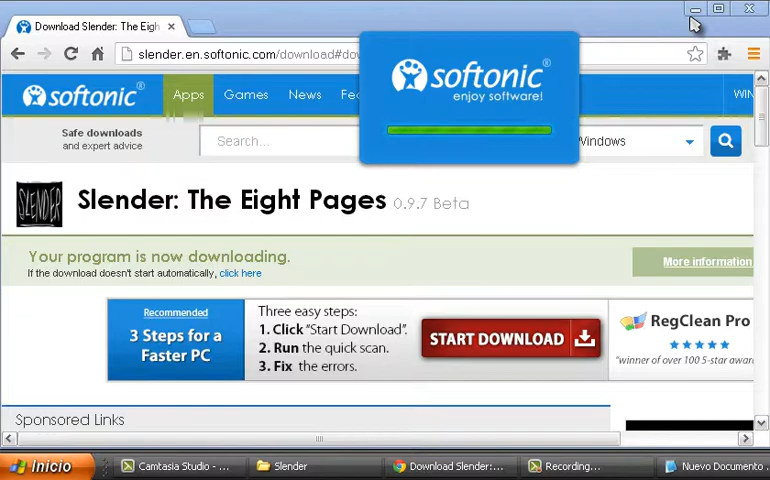 Download Slender: The Eigh
slender.en.softonic.com/download#dow
softonic®
enjoy software!
softonic®
Apps
Games
News
Fea
WIN
Safe downloads
and expert advice
Search...
Windows
SLENDER
Slender: The Eight Pages 0.9.7 Beta
Your program is now downloading.
If the download doesn't start automatically, click here
More information
Recommended
3 Steps for a
Faster PC
Three easy steps:
1. Click "Start Download".
2. Run the quick scan.
3. Fix the errors.
START DOWNLOAD
RegClean Pro
"winner of over 100 5-star awar
Sponsored Links
Inicio
Camtasia Studio - ...
Slender
Download Slender:...
Recording...
Nuevo Documento ...